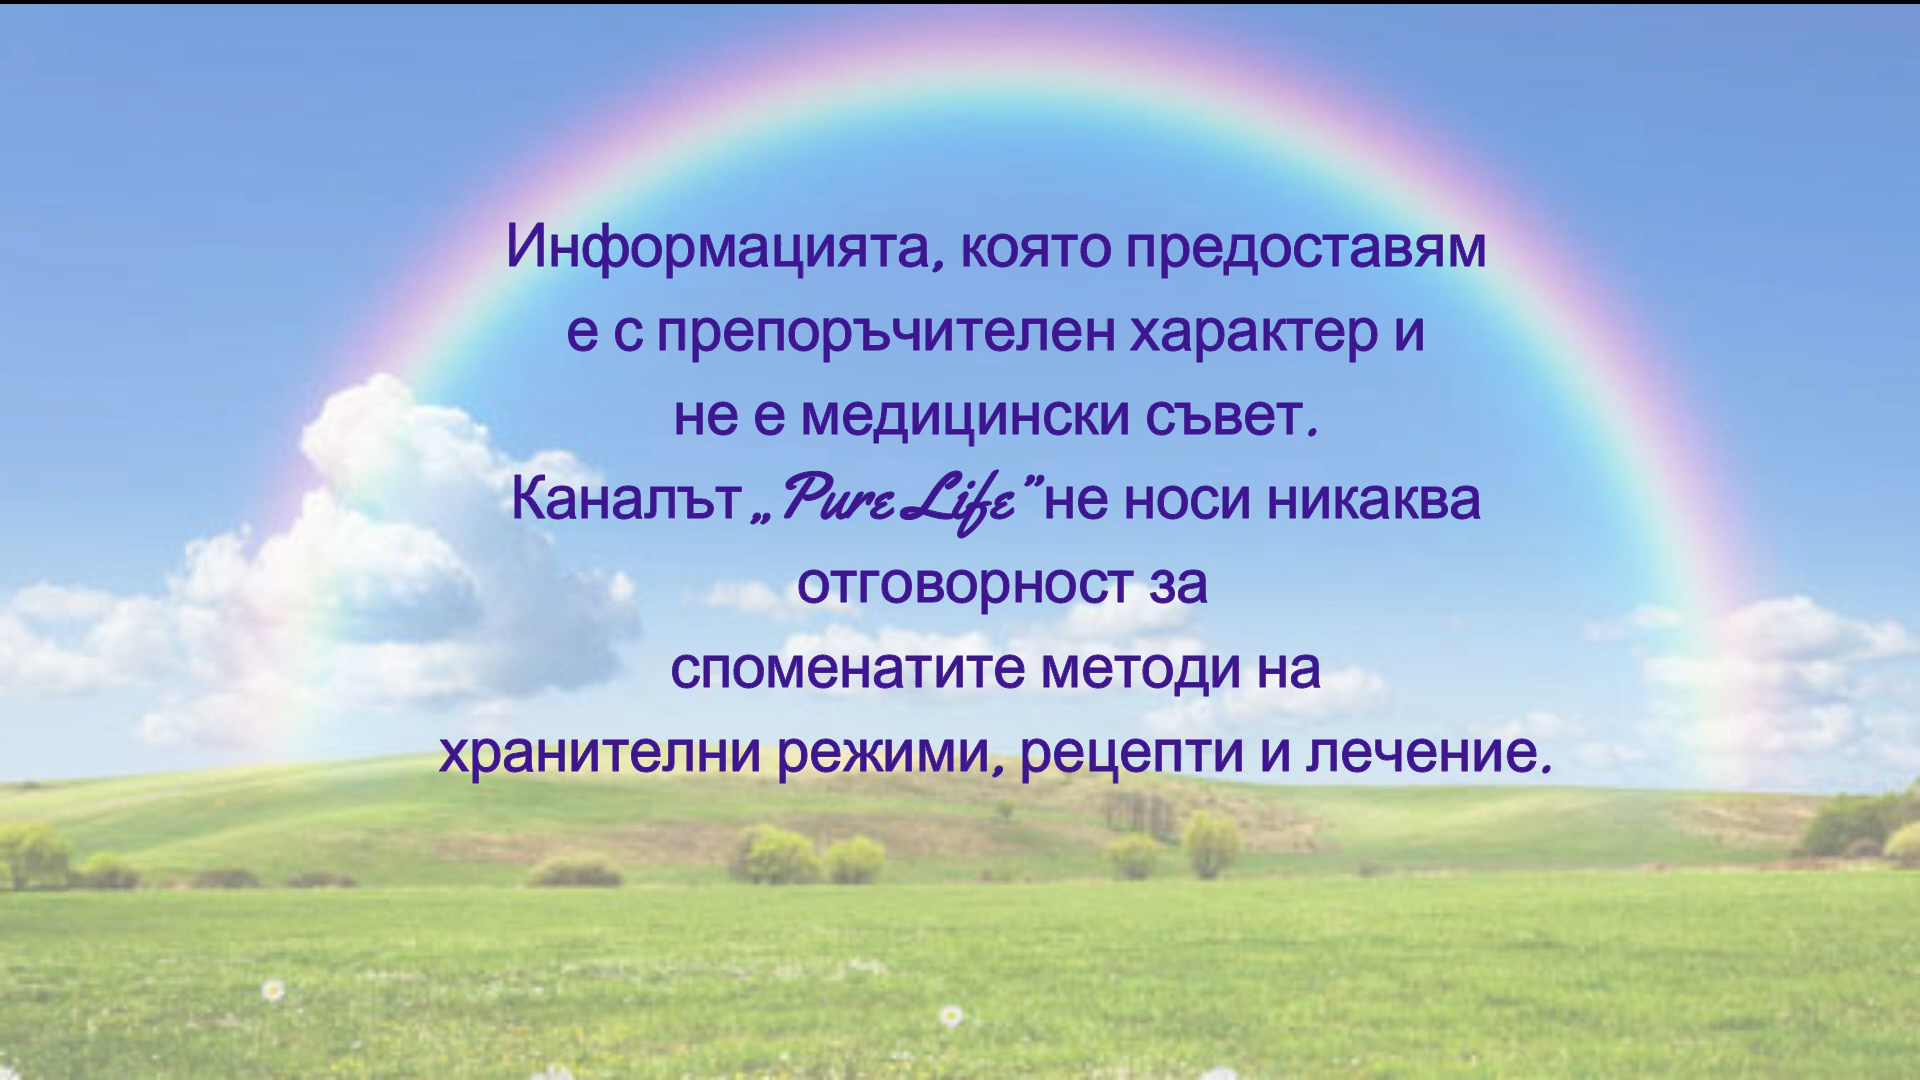 Информацията, която предоставям
е с препоръчителен характер и
не е медицински съвет.
Каналът „Pure Life” не носи никаква
отговорност за
споменатите методи на
хранителни режими, рецепти и лечение.